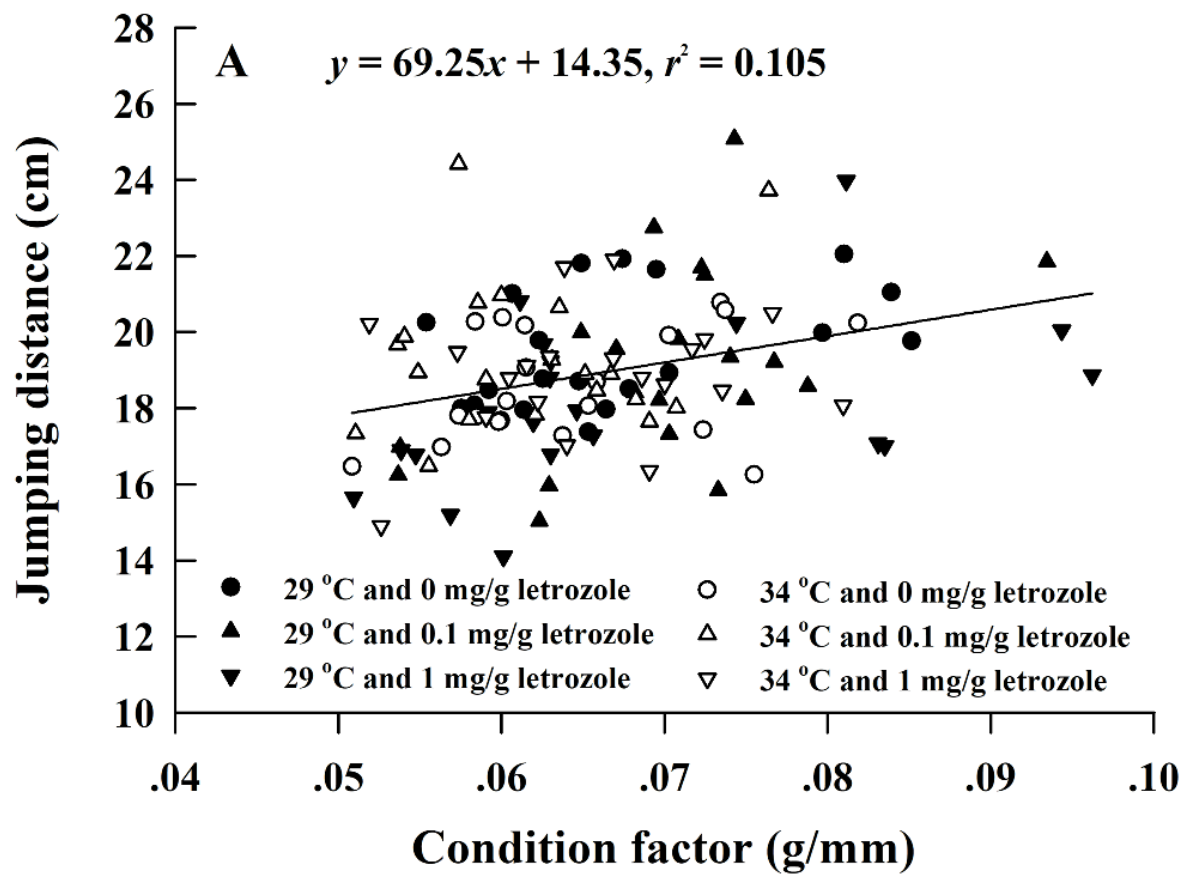 A y = 69.25x + 14.35, r² = 0.105
28
26
24
22
20
18
16
14
12
10
Jumping distance (cm)
29 °C and 0 mg/g letrozole
29 °C and 0.1 mg/g letrozole
29 °C and 1 mg/g letrozole
34 °C and 0 mg/g letrozole
34 °C and 0.1 mg/g letrozole
34 °C and 1 mg/g letrozole
.04 .05 .06 .07 .08 .09 .10
Condition factor (g/mm)